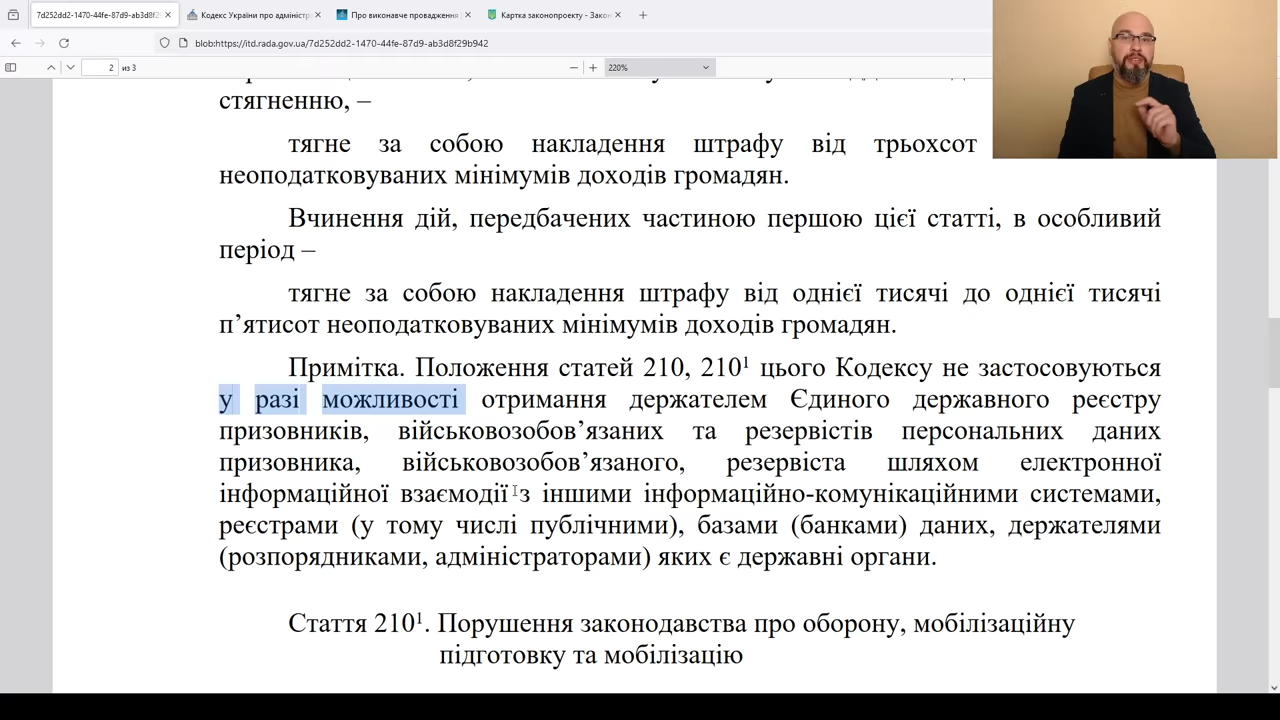 7d252dd2-1470-44fe-87d9-ab3d8f2
Кодекс України про адміністр
Про виконавче провадження |
Картка законопроекту - Закон
blob:https://itd.rada.gov.ua/7d252dd2-1470-44fe-87d9-ab3d8f29b942
2 из 3
220%
стягненню, –
тягне за собою накладення штрафу від трьохсот
неоподатковуваних мінімумів доходів громадян.
Вчинення дій, передбачених частиною першою цієї статті, в особливий
період –
тягне за собою накладення штрафу від однієї тисячі до однієї тисячі
п’ятисот неоподатковуваних мінімумів доходів громадян.
Примітка. Положення статей 210, 210¹ цього Кодексу не застосовуються
у разі можливості отримання держателем Єдиного державного реєстру
призовників, військовозобов’язаних та резервістів персональних даних
призовника, військовозобов’язаного, резервіста шляхом електронної
інформаційної взаємодії з іншими інформаційно-комунікаційними системами,
реєстрами (у тому числі публічними), базами (банками) даних, держателями
(розпорядниками, адміністраторами) яких є державні органи.
Стаття 210¹. Порушення законодавства про оборону, мобілізаційну
підготовку та мобілізацію